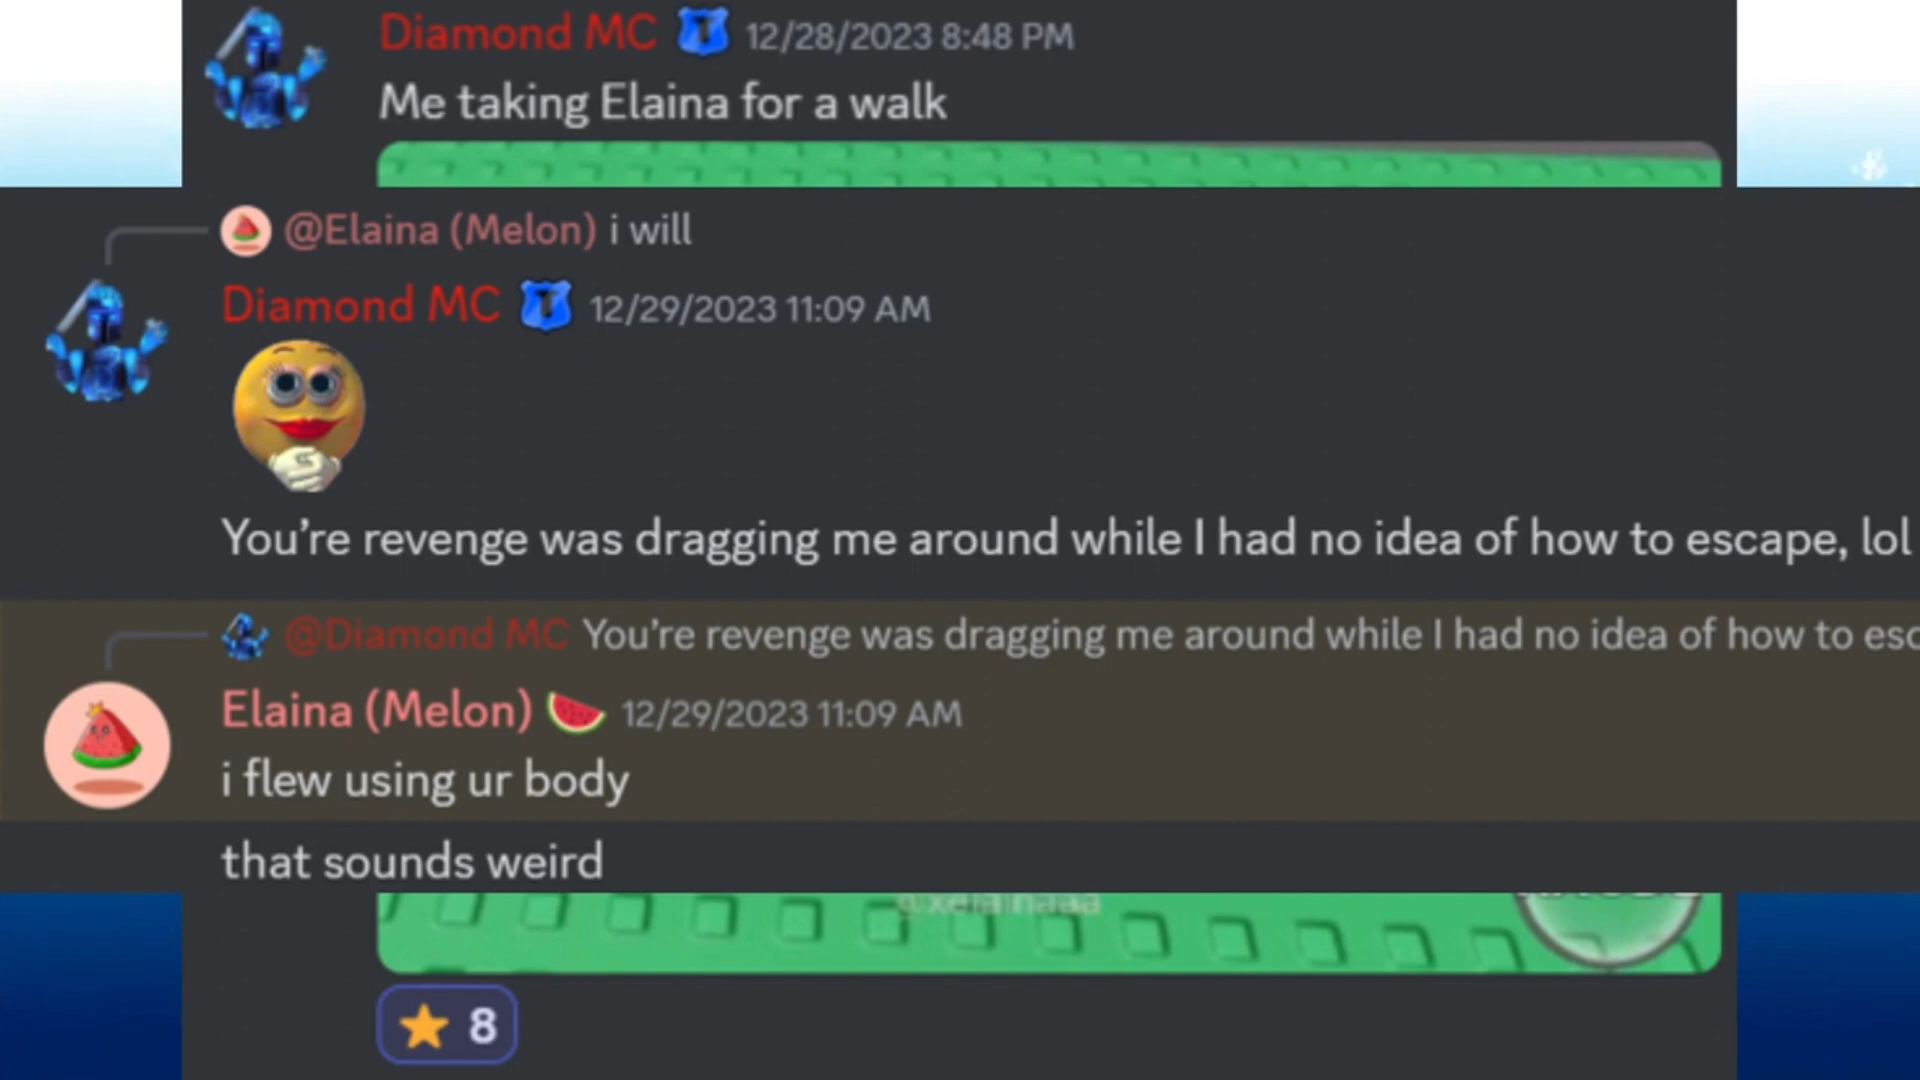 Diamond MC T 12/28/2023 8:48 PM
Me taking Elaina for a walk
@Elaina (Melon) i will
Diamond MC T 12/29/2023 11:09 AM
You’re revenge was dragging me around while I had no idea of how to escape, lol
@Diamond MC You’re revenge was dragging me around while I had no idea of how to esc
Elaina (Melon) 12/29/2023 11:09 AM
i flew using ur body
that sounds weird
8